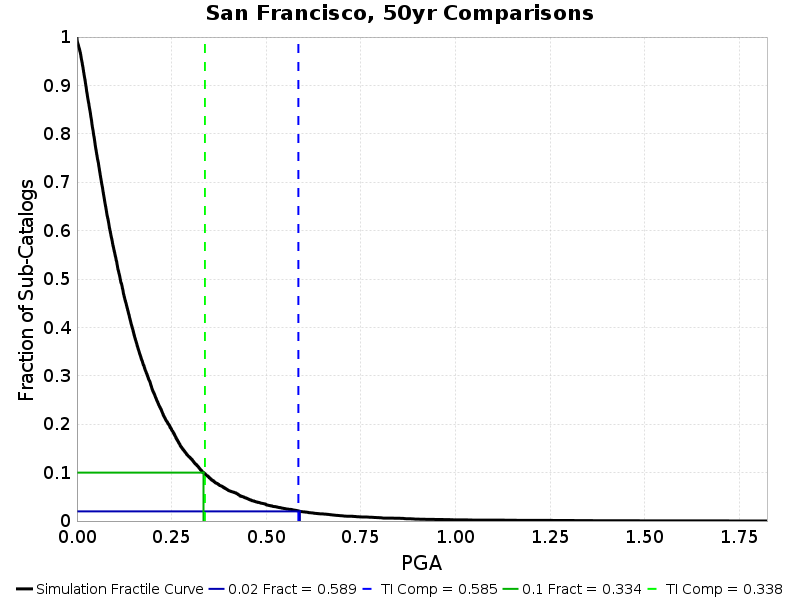 San Francisco, 50yr Comparisons
Fraction of Sub-Catalogs
1
0.9
0.8
0.7
0.6
0.5
0.4
0.3
0.2
0.1
0
0.00 0.25 0.50 0.75 1.00 1.25 1.50 1.75
PGA
Simulation Fractile Curve 0.02 Fract = 0.589 TI Comp = 0.585 0.1 Fract = 0.334 TI Comp = 0.338